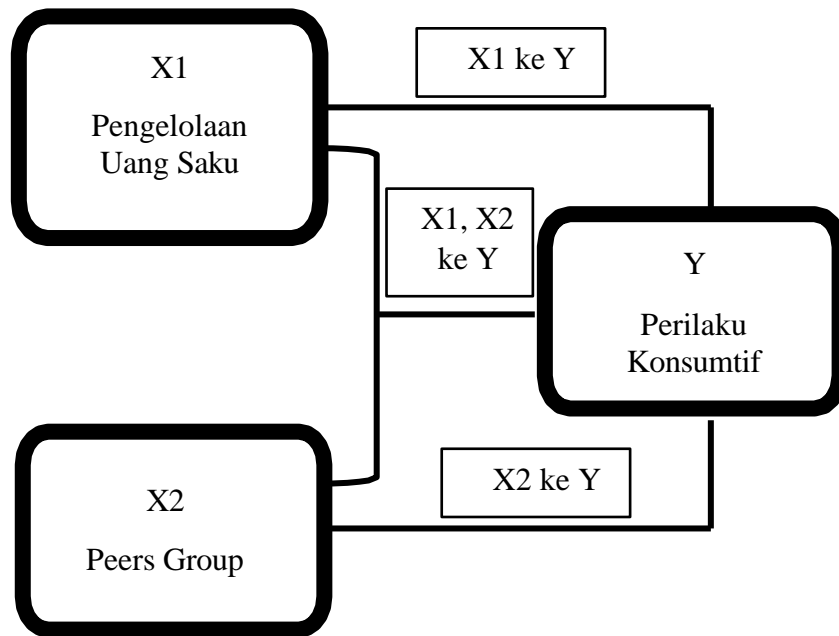 X1
Pengelolaan
Uang Saku
X1 ke Y
X1, X2
ke Y
Y
Perilaku
Konsumtif
X2 ke Y
X2
Peers Group